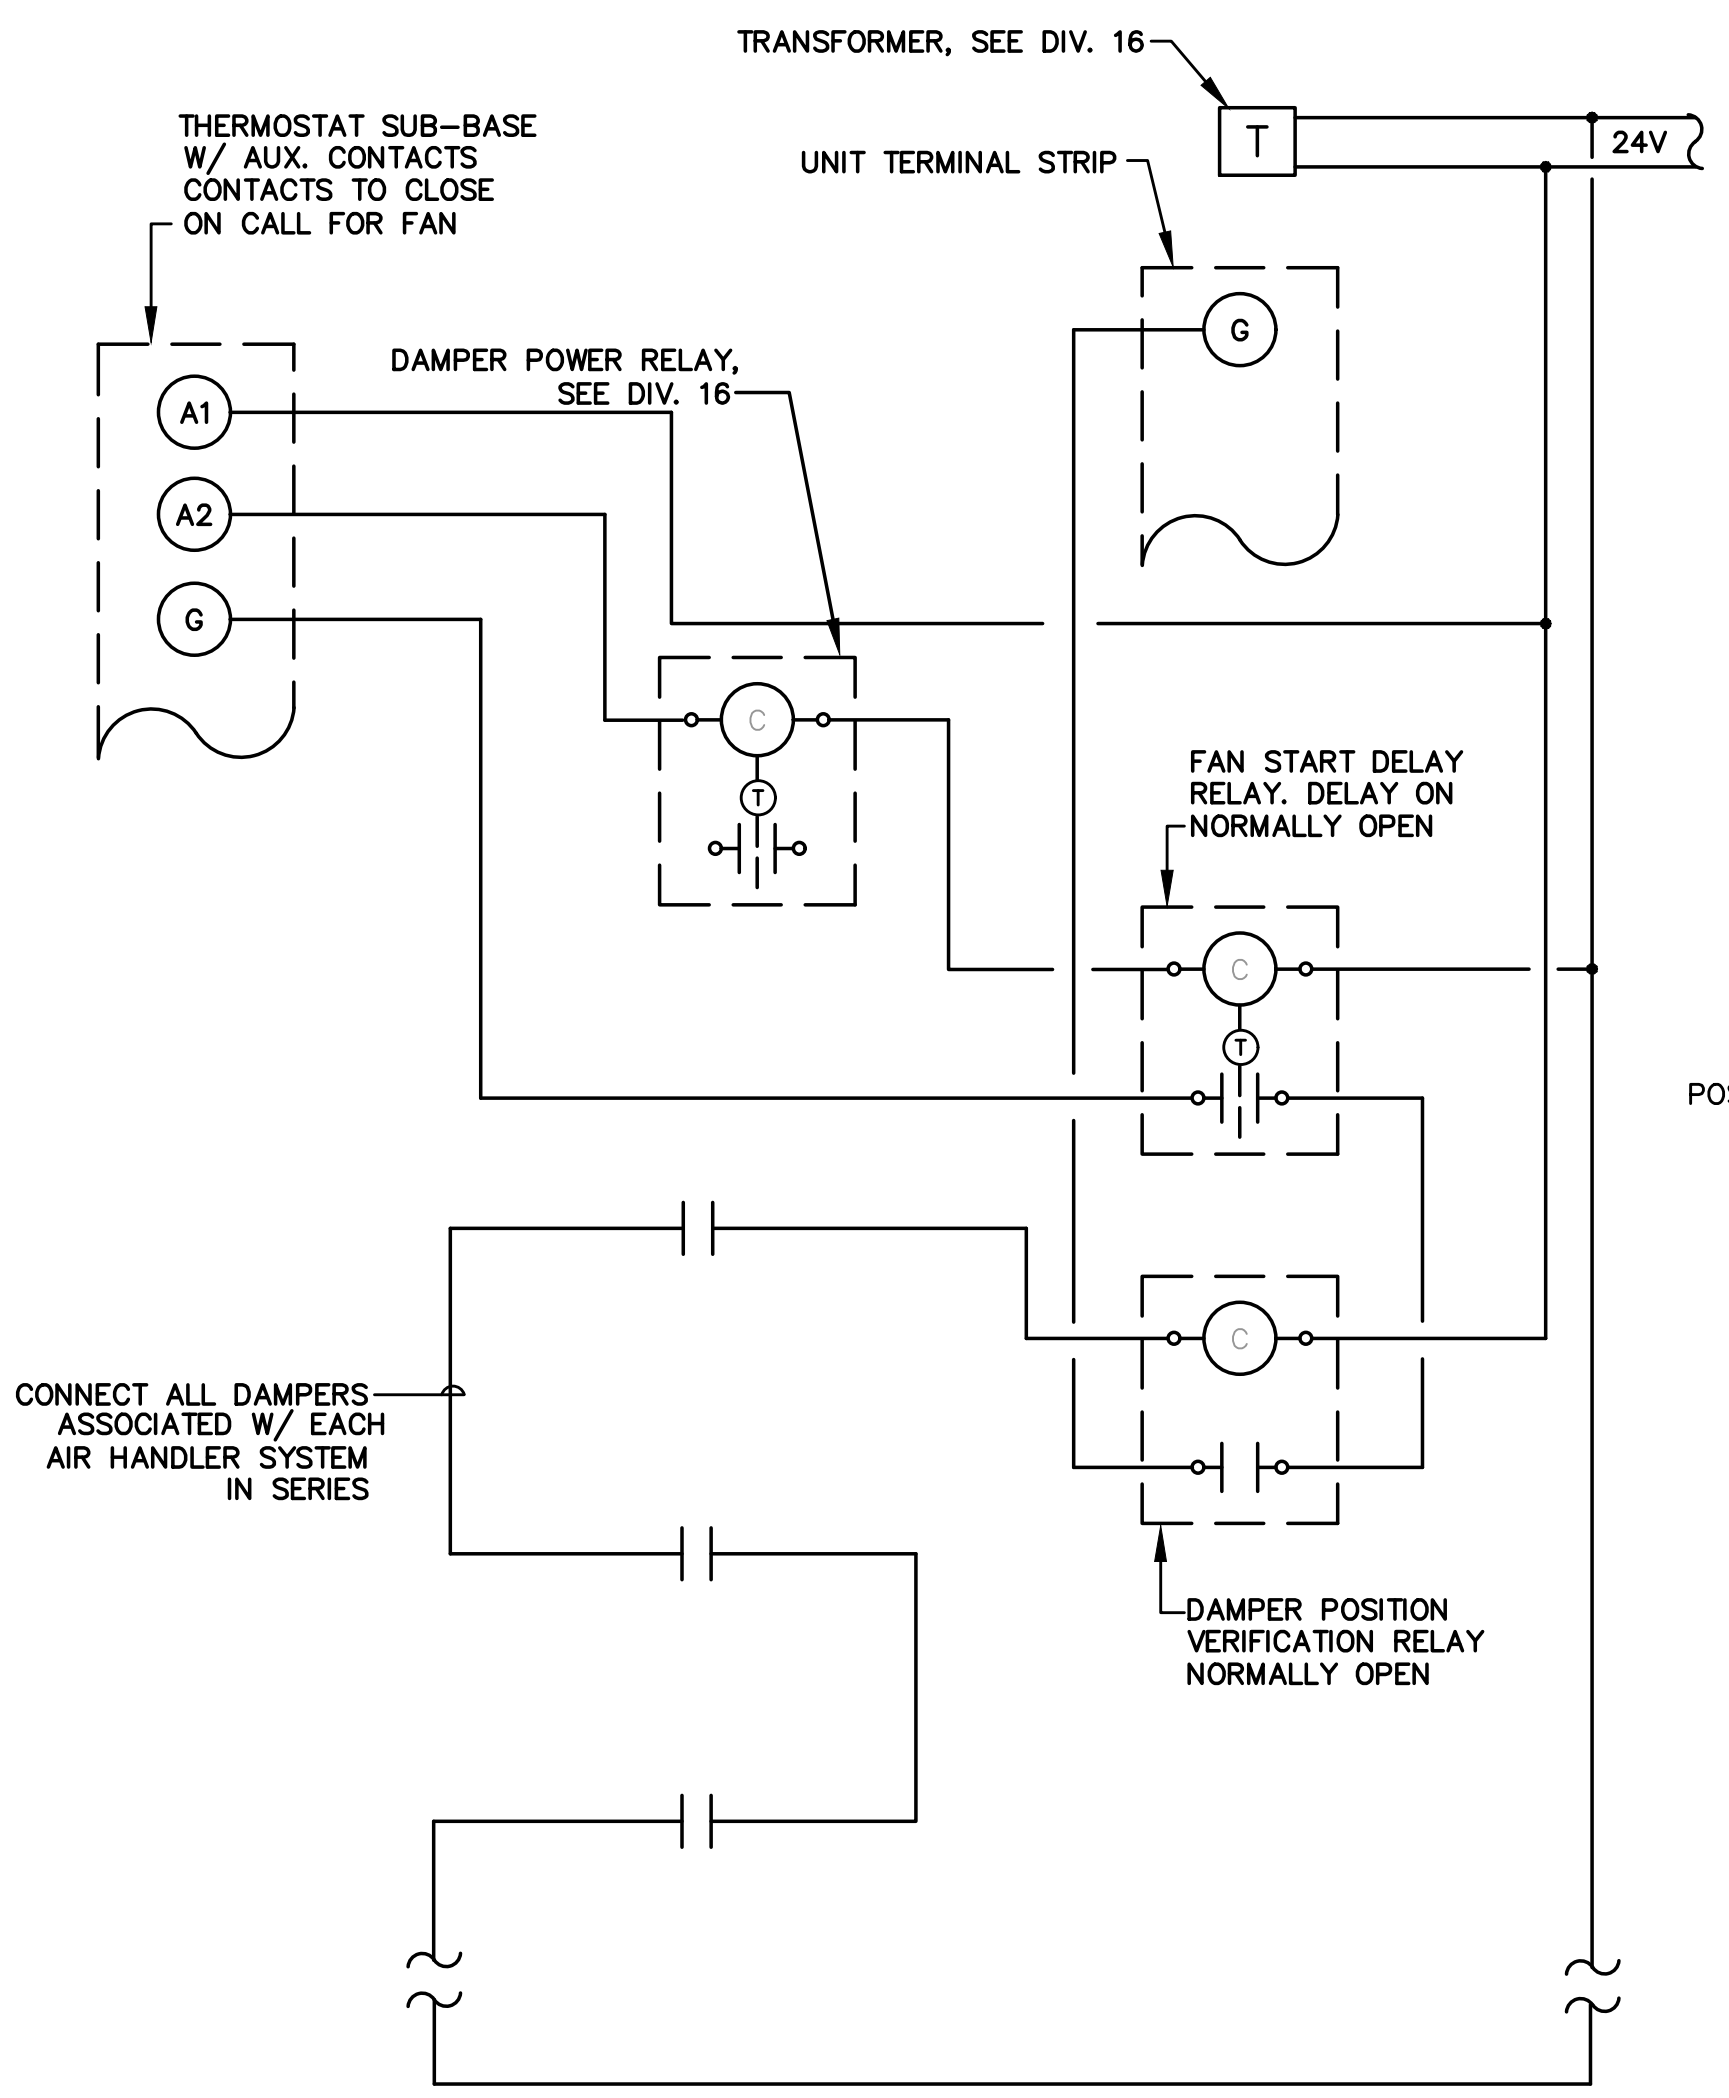 TRANSFORMER, SEE DIV. 16
T
24V
THERMOSTAT SUB-BASE
W/ AUX. CONTACTS
CONTACTS TO CLOSE
ON CALL FOR FAN
UNIT TERMINAL STRIP
G
DAMPER POWER RELAY,
SEE DIV. 16
A1
A2
G
C
T
FAN START DELAY
RELAY. DELAY ON
NORMALLY OPEN
C
T
C
CONNECT ALL DAMPERS
ASSOCIATED W/ EACH
AIR HANDLER SYSTEM
IN SERIES
DAMPER POSITION
VERIFICATION RELAY
NORMALLY OPEN